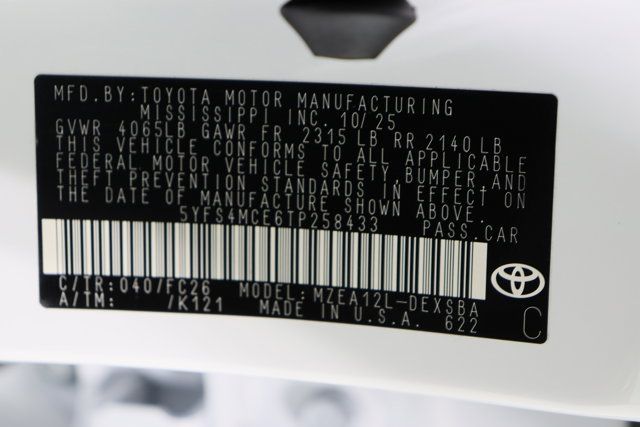 MFD. BY: TOYOTA MOTOR MANUFACTURING
MISSISSIPPI INC. 10/25
GVWR 4065LB GAWR FR 2315 LB RR 2140 LB
THIS VEHICLE CONFORMS TO ALL APPLICABLE
FEDERAL MOTOR VEHICLE SAFETY, BUMPER, AND
THEFT PREVENTION STANDARDS IN EFFECT ON
THE DATE OF MANUFACTURE SHOWN ABOVE.
5YFS4MCE6TP258433 PASS. CAR
C/TR: 040/FC26 MODEL: MZEA12L-DEXSBA
A/TM: /K121 MADE IN U.S.A. 622 C